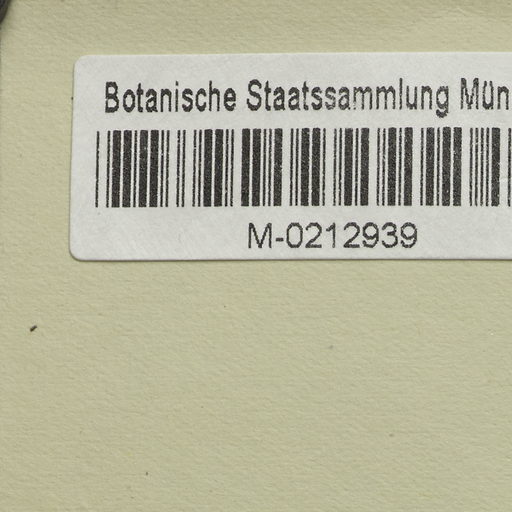 Botanische Staatssammlung Mün
M-0212939